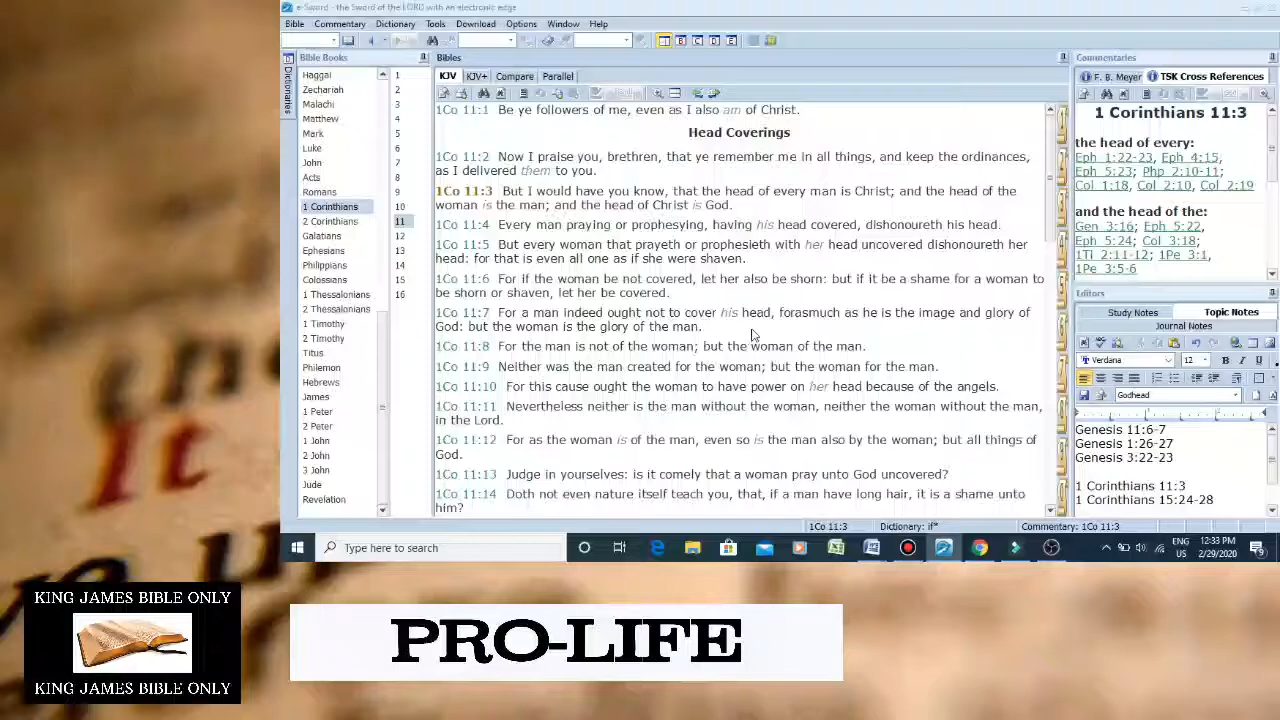 e-Sword - the Sword of the LORD with an electronic edge
Bible Commentary Dictionary Tools Download Options Window Help
Dictionaries
Bible Books
Haggai
Zechariah
Malachi
Matthew
Mark
Luke
John
Acts
Romans
1 Corinthians
2 Corinthians
Galatians
Ephesians
Philippians
Colossians
1 Thessalonians
2 Thessalonians
1 Timothy
2 Timothy
Titus
Philemon
Hebrews
James
1 Peter
2 Peter
1 John
2 John
3 John
Jude
Revelation
1
2
3
4
5
6
7
8
9
10
11
12
13
14
15
16
Bibles
KJV KJV+ Compare Parallel
1Co 11:1 Be ye followers of me, even as I also am of Christ.
Head Coverings
1Co 11:2 Now I praise you, brethren, that ye remember me in all things, and keep the ordinances,
as I delivered them to you.
1Co 11:3 But I would have you know, that the head of every man is Christ; and the head of the
woman is the man; and the head of Christ is God.
1Co 11:4 Every man praying or prophesying, having his head covered, dishonoureth his head.
1Co 11:5 But every woman that prayeth or prophesieth with her head uncovered dishonoureth her
head: for that is even all one as if she were shaven.
1Co 11:6 For if the woman be not covered, let her also be shorn: but if it be a shame for a woman to
be shorn or shaven, let her be covered.
1Co 11:7 For a man indeed ought not to cover his head, forasmuch as he is the image and glory of
God: but the woman is the glory of the man.
1Co 11:8 For the man is not of the woman; but the woman of the man.
1Co 11:9 Neither was the man created for the woman; but the woman for the man.
1Co 11:10 For this cause ought the woman to have power on her head because of the angels.
1Co 11:11 Nevertheless neither is the man without the woman, neither the woman without the man,
in the Lord.
1Co 11:12 For as the woman is of the man, even so is the man also by the woman; but all things of
God.
1Co 11:13 Judge in yourselves: is it comely that a woman pray unto God uncovered?
1Co 11:14 Doth not even nature itself teach you, that, if a man have long hair, it is a shame unto
him?
Commentaries
F. B. Meyer TSK Cross References
1 Corinthians 11:3
the head of every:
Eph 1:22-23, Eph 4:15,
Eph 5:23; Php 2:10-11;
Col 1:18, Col 2:10, Col 2:19
and the head of the:
Gen 3:16; Eph 5:22,
Eph 5:24; Col 3:18;
1Ti 2:11-12; 1Pe 3:1,
1Pe 3:5-6
Editors
Study Notes Topic Notes
Journal Notes
Verdana 12 B I U
Godhead
Genesis 11:6-7
Genesis 1:26-27
Genesis 3:22-23
1 Corinthians 11:3
1 Corinthians 15:24-28
1Co 11:3 Dictionary: if* Commentary: 1Co 11:3
Type here to search
ENG
US
12:33 PM
2/29/2020
It
KING JAMES BIBLE ONLY
KING JAMES BIBLE ONLY
PRO-LIFE